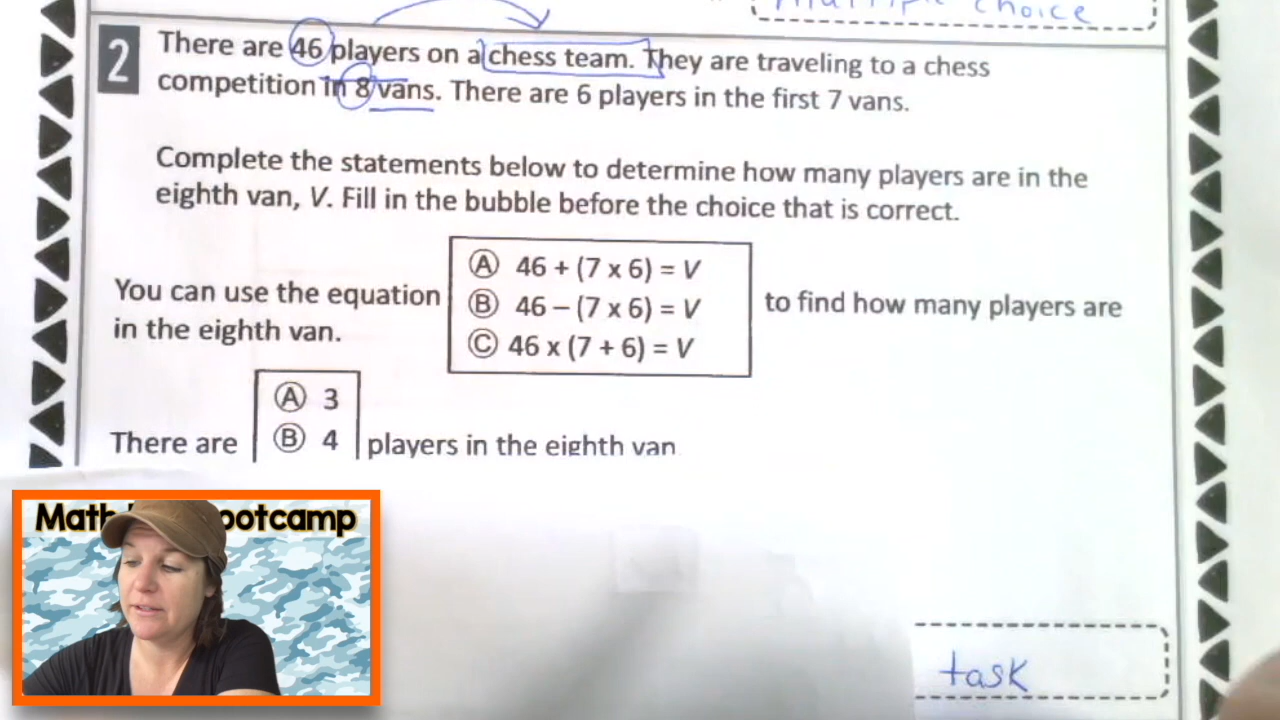 choice
2 There are 46 players on a chess team. They are traveling to a chess
competition in 8 vans. There are 6 players in the first 7 vans.
Complete the statements below to determine how many players are in the
eighth van, V. Fill in the bubble before the choice that is correct.
You can use the equation
in the eighth van.
A 46 + (7 x 6) = V
B 46 – (7 x 6) = V
C 46 x (7 + 6) = V
to find how many players are
There are
A 3
B 4
players in the eighth van
Math ootcamp
task